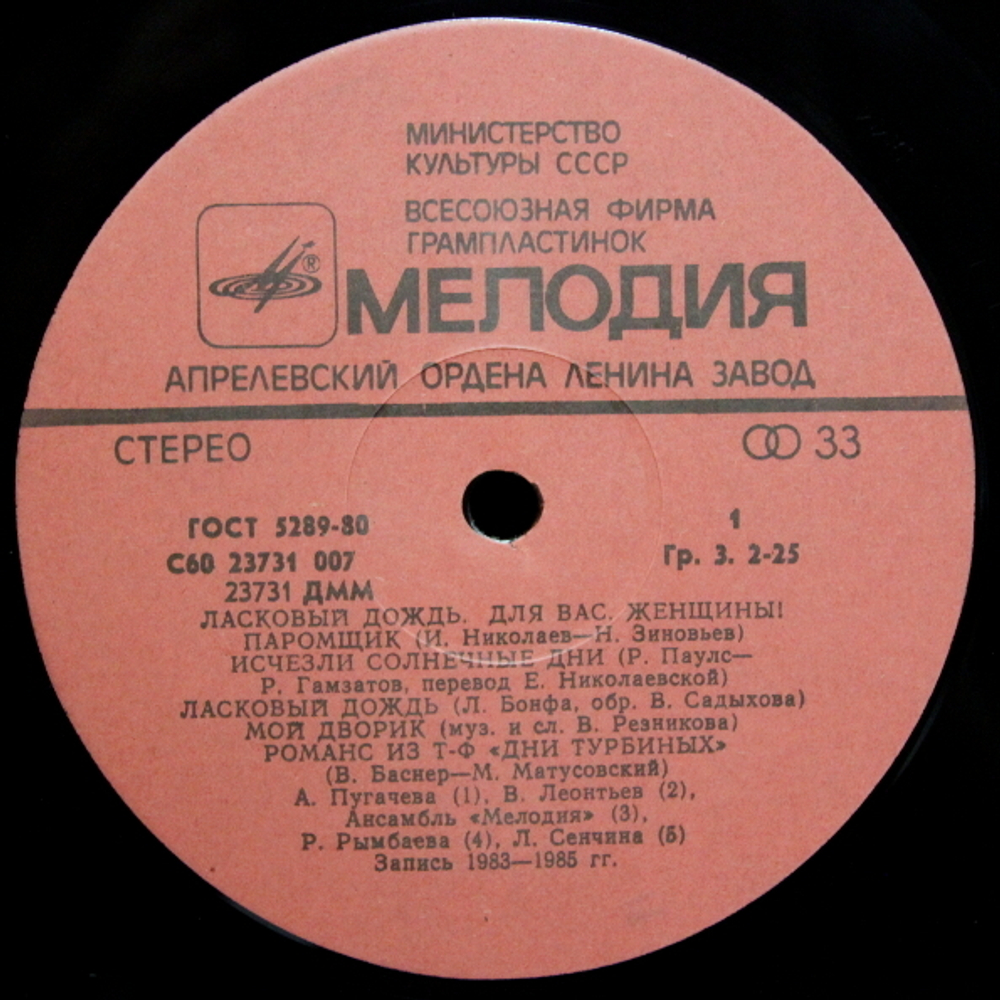 МИНИСТЕРСТВО
КУЛЬТУРЫ СССР
ВСЕСОЮЗНАЯ ФИРМА
ГРАМПЛАСТИНОК
®
МЕЛОДИЯ
АПРЕЛЕВСКИЙ ОРДЕНА ЛЕНИНА ЗАВОД
СТЕРЕО
33
ГОСТ 5289-80
1
С60 23731 007
Гр. 3. 2-25
23731 ДММ
ЛАСКОВЫЙ ДОЖДЬ. ДЛЯ ВАС, ЖЕНЩИНЫ!
ПАРОМЩИК (И. Николаев—Н. Зиновьев)
ИСЧЕЗЛИ СОЛНЕЧНЫЕ ДНИ (Р. Паулс—
Р. Гамзатов, перевод Е. Николаевской)
ЛАСКОВЫЙ ДОЖДЬ (Л. Бонфа, обр. В. Садыхова)
МОЙ ДВОРИК (муз. и сл. В. Резникова)
РОМАНС ИЗ Т-Ф «ДНИ ТУРБИНЫХ»
(В. Баснер—М. Матусовский)
А. Пугачева (1), В. Леонтьев (2),
Ансамбль «Мелодия» (3),
Р. Рымбаева (4), Л. Сенчина (5)
Запись 1983—1985 гг.